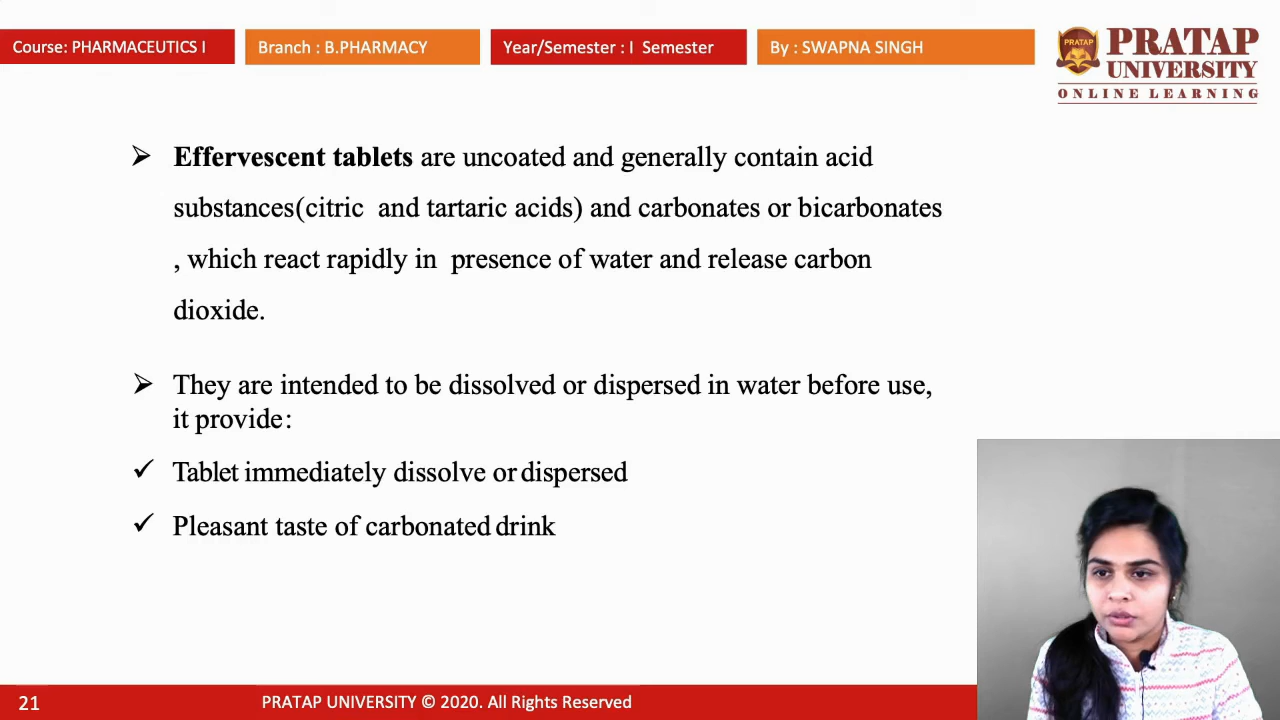 Course: PHARMACEUTICS I
Branch : B.PHARMACY
Year/Semester : I Semester
By : SWAPNA SINGH
PRATAP
PRATAP
UNIVERSITY
ONLINE LEARNING
Effervescent tablets are uncoated and generally contain acid
substances(citric and tartaric acids) and carbonates or bicarbonates
, which react rapidly in presence of water and release carbon
dioxide.
They are intended to be dissolved or dispersed in water before use,
it provide:
Tablet immediately dissolve or dispersed
Pleasant taste of carbonated drink
21
PRATAP UNIVERSITY © 2020. All Rights Reserved